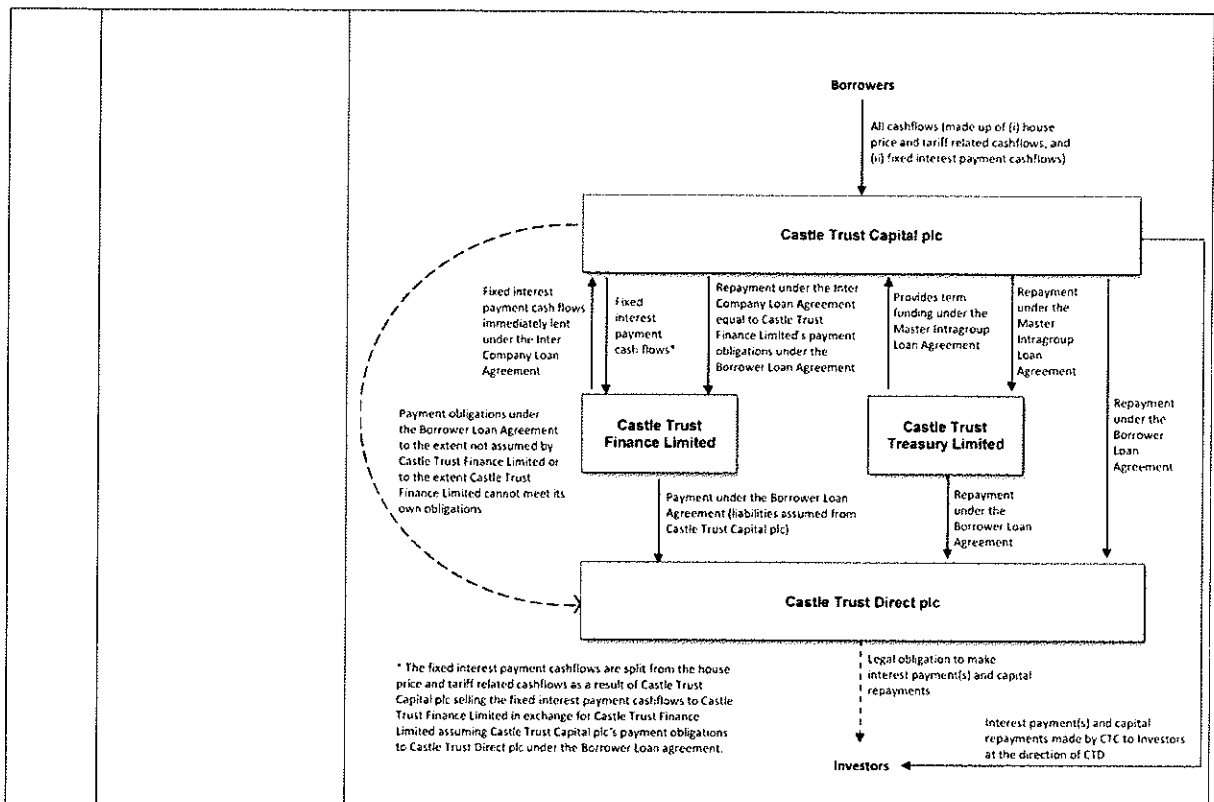 Borrowers
All cashflows (made up of (i) house
price and tariff related cashflows, and
(ii) fixed interest payment cashflows)
Castle Trust Capital plc
Fixed interest
payment cash flows
immediately lent
under the Inter
Company Loan
Agreement
Fixed
interest
payment
cash flows*
Repayment under the Inter
Company Loan Agreement
equal to Castle Trust
Finance Limited's payment
obligations under the
Borrower Loan Agreement
Provides term
funding under the
Master Intragroup
Loan Agreement
Repayment
under the
Master
Intragroup
Loan
Agreement
Payment obligations under
the Borrower Loan Agreement
to the extent not assumed by
Castle Trust Finance Limited or
to the extent Castle Trust
Finance Limited cannot meet its
own obligations
Castle Trust
Finance Limited
Castle Trust
Treasury Limited
Repayment
under the
Borrower
Loan
Agreement
Payment under the Borrower Loan
Agreement (liabilities assumed from
Castle Trust Capital plc)
Repayment
under the
Borrower Loan
Agreement
Castle Trust Direct plc
* The fixed interest payment cashflows are split from the house
price and tariff related cashflows as a result of Castle Trust
Capital plc selling the fixed interest payment cashflows to Castle
Trust Finance Limited in exchange for Castle Trust Finance
Limited assuming Castle Trust Capital plc's payment obligations
to Castle Trust Direct plc under the Borrower Loan agreement.
Legal obligation to make
interest payment(s) and capital
repayments
Interest payment(s) and capital
repayments made by CTC to Investors
at the direction of CTD
Investors